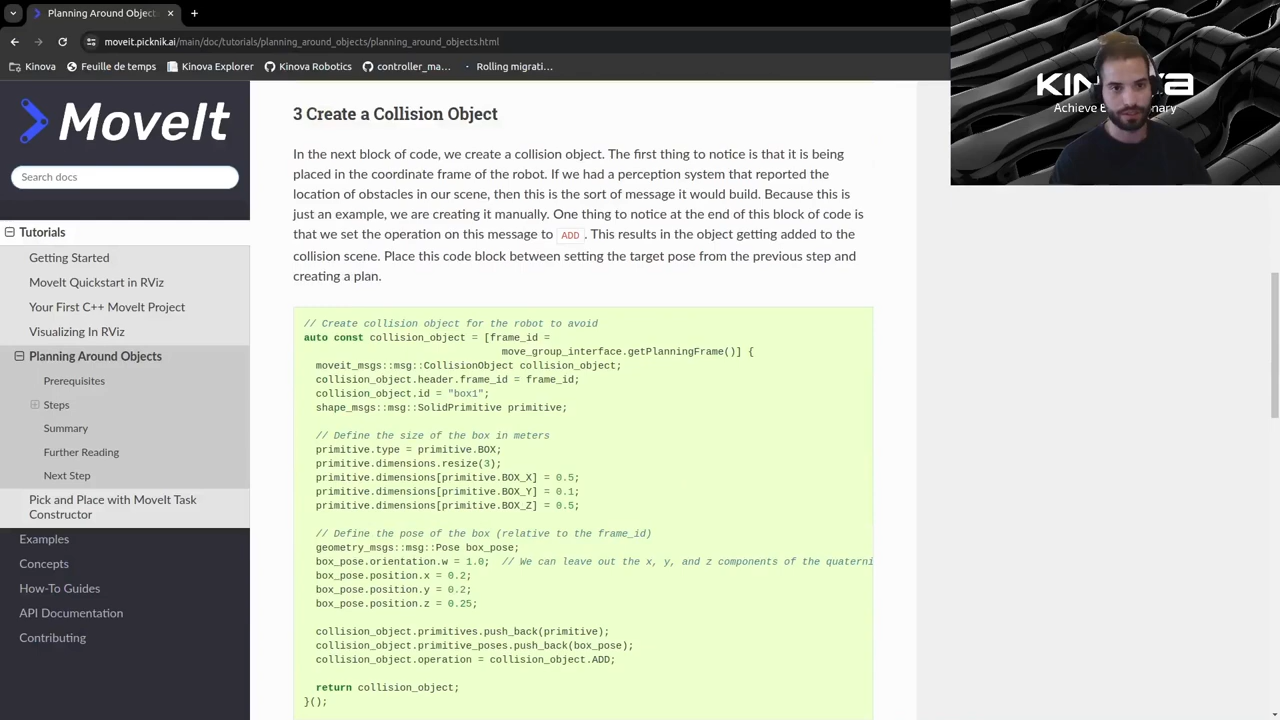 Planning Around Objects
moveit.picknik.ai/main/doc/tutorials/planning_around_objects/planning_around_objects.html
Kinova
Feuille de temps
Kinova Explorer
Kinova Robotics
controller_ma...
Rolling migrati...
MoveIt
Search docs
Tutorials
Getting Started
MoveIt Quickstart in RViz
Your First C++ MoveIt Project
Visualizing In RViz
Planning Around Objects
Prerequisites
Steps
Summary
Further Reading
Next Step
Pick and Place with MoveIt Task
Constructor
Examples
Concepts
How-To Guides
API Documentation
Contributing
3 Create a Collision Object
In the next block of code, we create a collision object. The first thing to notice is that it is being
placed in the coordinate frame of the robot. If we had a perception system that reported the
location of obstacles in our scene, then this is the sort of message it would build. Because this is
just an example, we are creating it manually. One thing to notice at the end of this block of code is
that we set the operation on this message to ADD . This results in the object getting added to the
collision scene. Place this code block between setting the target pose from the previous step and
creating a plan.
// Create collision object for the robot to avoid
auto const collision_object = [frame_id =
move_group_interface.getPlanningFrame()] {
moveit_msgs::msg::CollisionObject collision_object;
collision_object.header.frame_id = frame_id;
collision_object.id = "box1";
shape_msgs::msg::SolidPrimitive primitive;
// Define the size of the box in meters
primitive.type = primitive.BOX;
primitive.dimensions.resize(3);
primitive.dimensions[primitive.BOX_X] = 0.5;
primitive.dimensions[primitive.BOX_Y] = 0.1;
primitive.dimensions[primitive.BOX_Z] = 0.5;
// Define the pose of the box (relative to the frame_id)
geometry_msgs::msg::Pose box_pose;
box_pose.orientation.w = 1.0; // We can leave out the x, y, and z components of the quaterni
box_pose.position.x = 0.2;
box_pose.position.y = 0.2;
box_pose.position.z = 0.25;
collision_object.primitives.push_back(primitive);
collision_object.primitive_poses.push_back(box_pose);
collision_object.operation = collision_object.ADD;
return collision_object;
}();